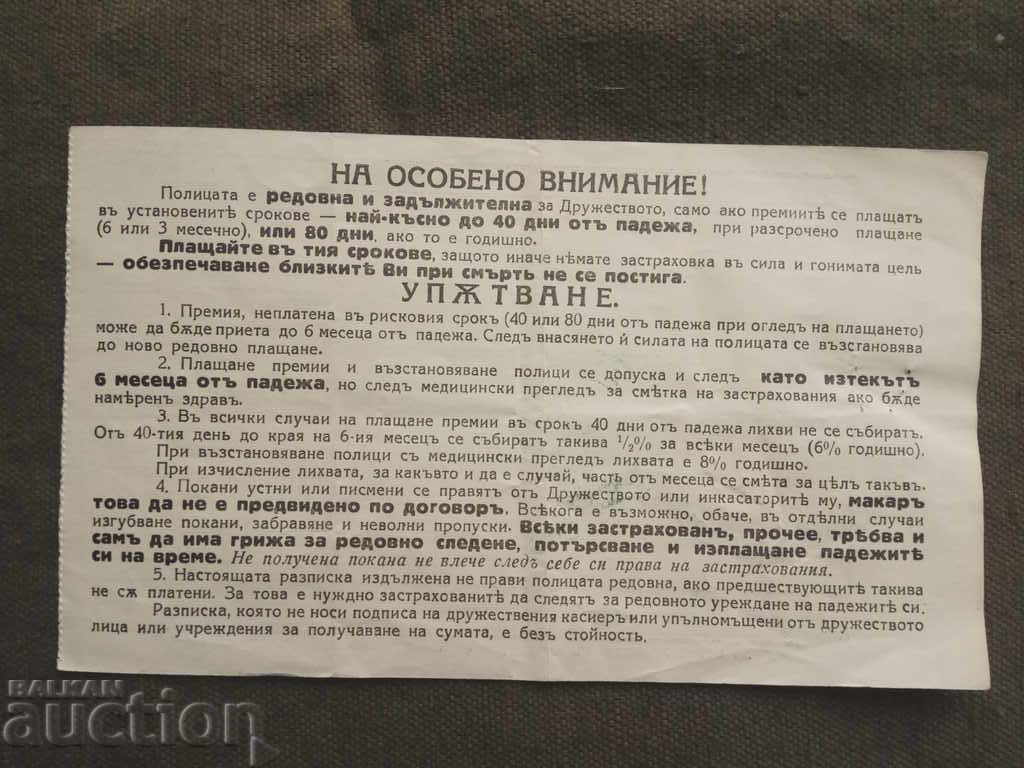 НА ОСОБЕНО ВНИМАНИЕ!
Полицата е редовна и задължителна за Дружеството, само ако премиитѣ се плащатъ
въ установенитѣ срокове — най-късно до 40 дни отъ падежа, при разсрочено плащане
(6 или 3 месечно), или 80 дни, ако то е годишно.
Плащайте въ тия срокове, защото иначе нѣмате застраховка въ сила и гонимата цель
— обезпечаване близкитѣ Ви при смърть не се постига.
УПѪТВАНЕ.
1. Премия, неплатена въ рисковия срокъ (40 или 80 дни отъ падежа при огледъ на плащането)
може да бѫде приета до 6 месеца отъ падежа. Следъ внасянето ѝ силата на полицата се възстановява
до ново редовно плащане.
2. Плащане премии и възстановяване полици се допуска и следъ като изтекътъ
6 месеца отъ падежа, но следъ медицински прегледъ за смѣтка на застрахования ако бѫде
намѣренъ здравъ.
3. Въ всички случаи на плащане премии въ срокъ 40 дни отъ падежа лихви не се събиратъ.
Отъ 40-тия день до края на 6-ия месецъ се събиратъ такива ½% за всѣки месецъ (6% годишно).
При възстановяване полици съ медицински прегледъ лихвата е 8% годишно.
При изчисление лихвата, за какъвто и да е случай, часть отъ месеца се смѣта за цѣлъ такъвъ.
4. Покани устни или писмени се правятъ отъ Дружеството или инкасаторитѣ му, макаръ
това да не е предвидено по договоръ. Всѣкога е възможно, обаче, въ отдѣлни случаи
изгубване покани, забравяне и неволни пропуски. Всѣки застрахованъ, прочее, трѣбва и
самъ да има грижа за редовно следене, потърсване и изплащане падежитѣ
си на време. Не получена покана не влече следъ себе си права на застрахования.
5. Настоящата разписка издължена не прави полицата редовна, ако предшествующитѣ такива
не сѫ платени. За това е нуждно застрахованитѣ да следятъ за редовното уреждане на падежитѣ си.
Разписка, която не носи подписа на дружествения касиеръ или упълномъщени отъ дружеството
лица или учреждения за получаване на сумата, е безъ стойность.
BALKAN
auction